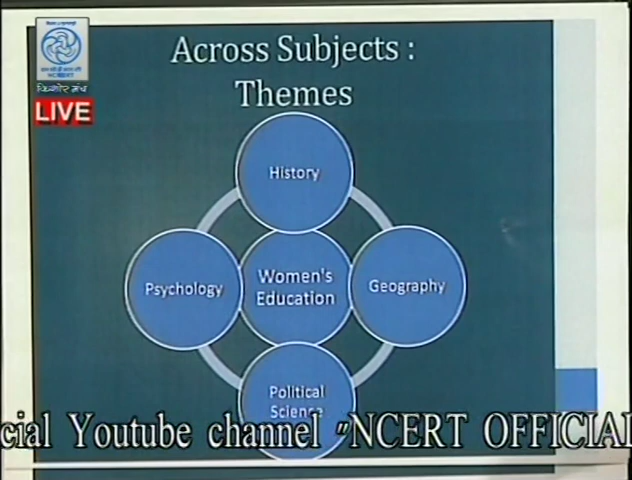 NCERT
किशोर मंच
LIVE
Across Subjects :
Themes
History
Psychology
Women's
Education
Geography
Political
Science
cial Youtube channel "NCERT OFFICIAL